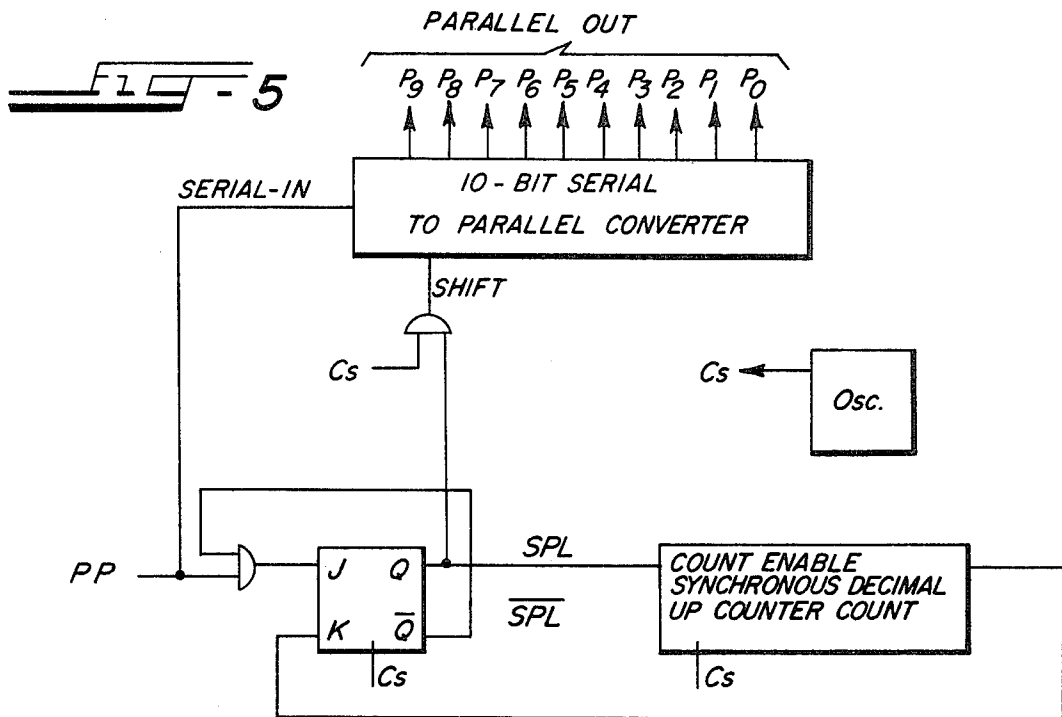 PARALLEL OUT
Fig - 5
P9 P8 P7 P6 P5 P4 P3 P2 P1 P0
SERIAL-IN
10-BIT SERIAL
TO PARALLEL CONVERTER
SHIFT
Cs
Cs
Osc.
PP
J Q
K Q̅
Cs
SPL
S̅P̅L̅
COUNT ENABLE
SYNCHRONOUS DECIMAL
UP COUNTER COUNT
Cs